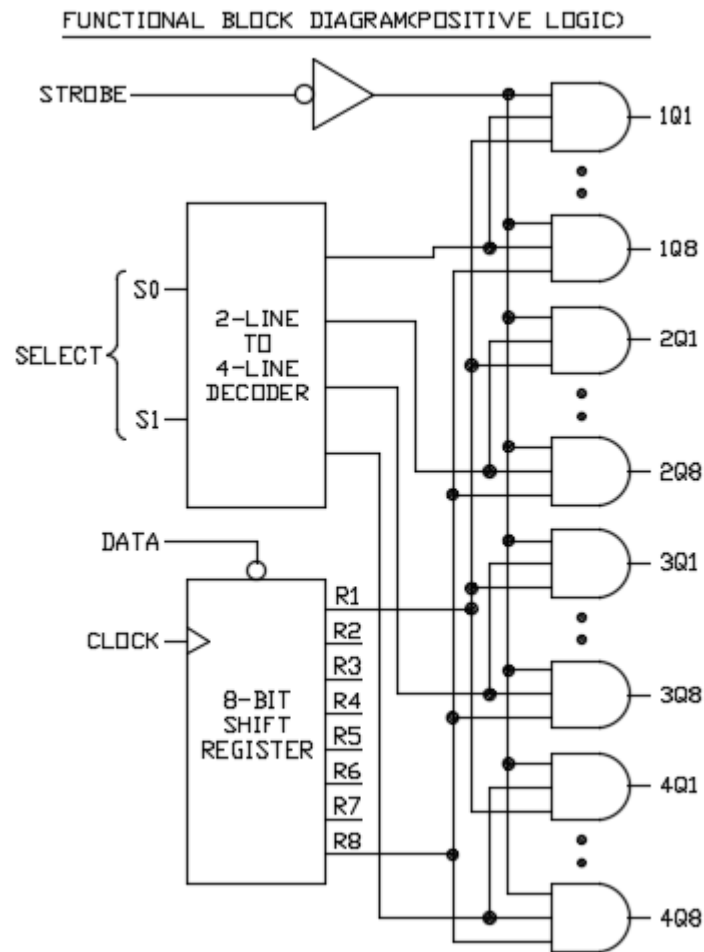 FUNCTIONAL BLOCK DIAGRAM(POSITIVE LOGIC)
STROBE
1Q1
1Q8
S0
2-LINE
TO
4-LINE
DECODER
SELECT
S1
2Q1
2Q8
DATA
CLOCK
8-BIT
SHIFT
REGISTER
R1
R2
R3
R4
R5
R6
R7
R8
3Q1
3Q8
4Q1
4Q8